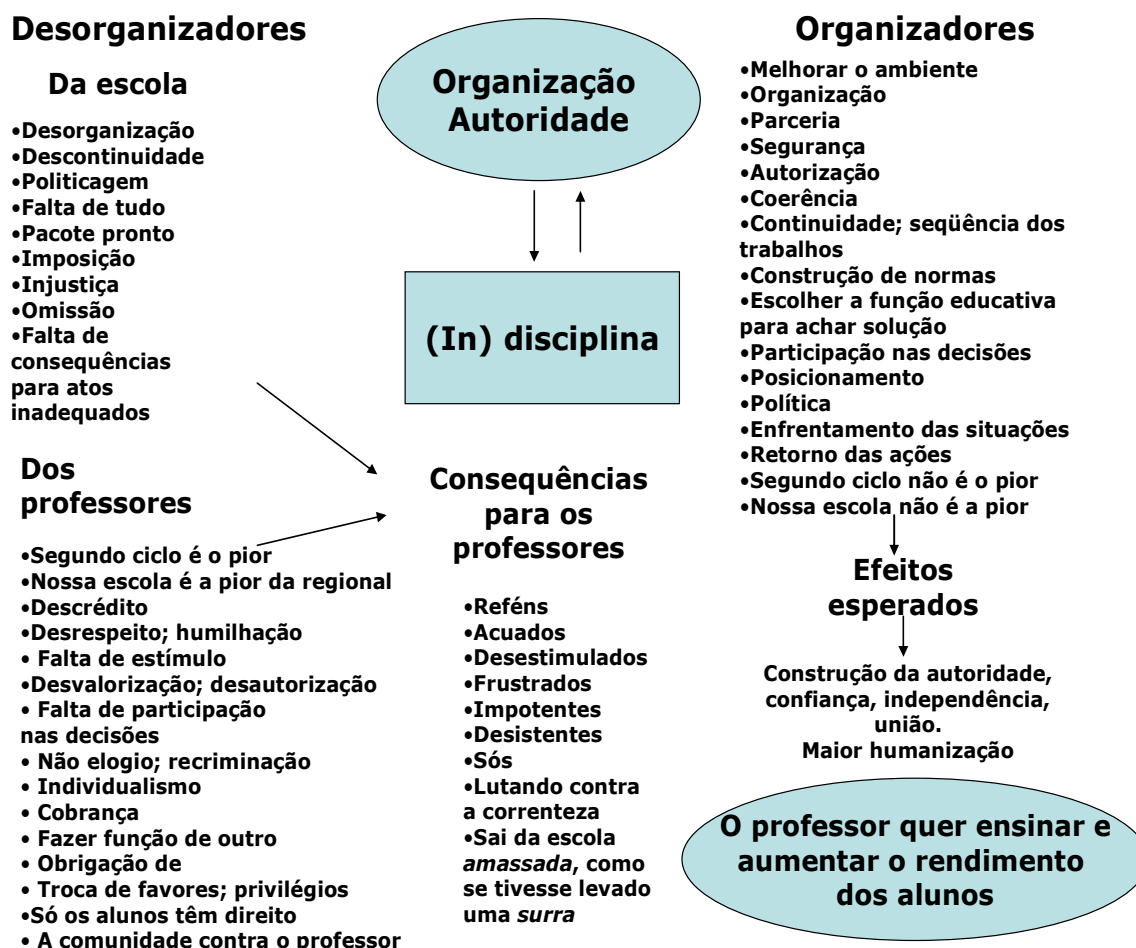 Desorganizadores
Da escola
•Desorganização
•Descontinuidade
•Politicagem
•Falta de tudo
•Pacote pronto
•Imposição
•Injustiça
•Omissão
•Falta de
consequências
para atos
inadequados
Dos
professores
•Segundo ciclo é o pior
•Nossa escola é a pior da regional
•Descrédito
•Desrespeito; humilhação
• Falta de estímulo
•Desvalorização; desautorização
• Falta de participação
nas decisões
• Não elogio; recriminação
• Individualismo
• Cobrança
• Fazer função de outro
• Obrigação de
• Troca de favores; privilégios
•Só os alunos têm direito
• A comunidade contra o professor
Organização
Autoridade
(In) disciplina
Consequências
para os
professores
•Reféns
•Acuados
•Desestimulados
•Frustrados
•Impotentes
•Desistentes
•Sós
•Lutando contra
a correnteza
•Sai da escola
amassada, como
se tivesse levado
uma surra
Organizadores
•Melhorar o ambiente
•Organização
•Parceria
•Segurança
•Autorização
•Coerência
•Continuidade; seqüência dos
trabalhos
•Construção de normas
•Escolher a função educativa
para achar solução
•Participação nas decisões
•Posicionamento
•Política
•Enfrentamento das situações
•Retorno das ações
•Segundo ciclo não é o pior
•Nossa escola não é a pior
Efeitos
esperados
Construção da autoridade,
confiança, independência,
união.
Maior humanização
O professor quer ensinar e
aumentar o rendimento
dos alunos